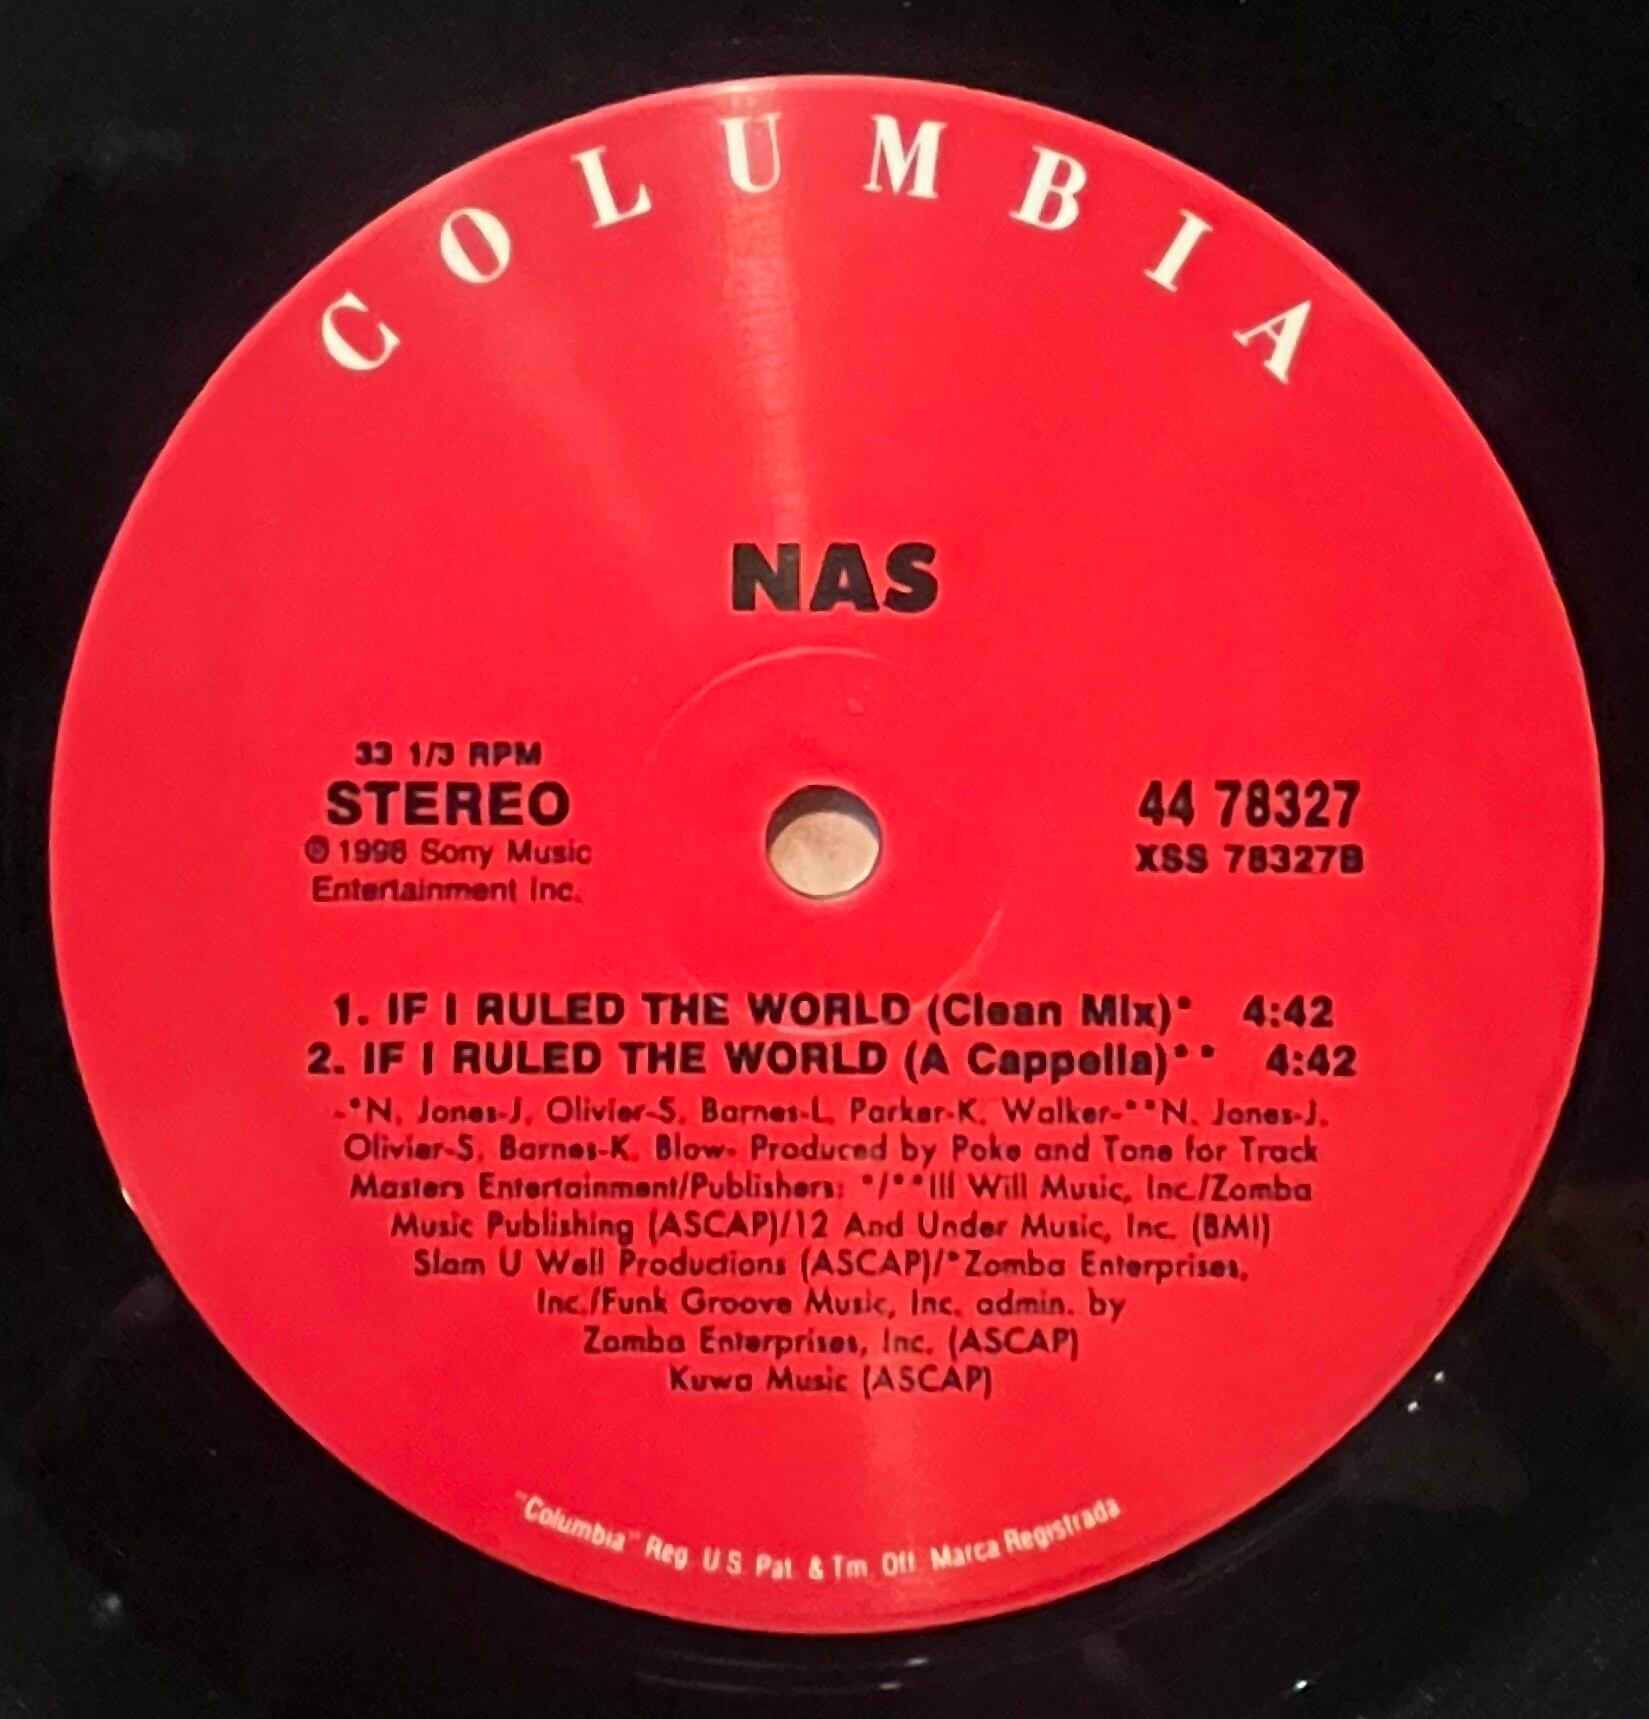 COLUMBIA
NAS
33 1/3 RPM
STEREO
℗ 1996 Sony Music
Entertainment Inc.
44 78327
XSS 78327B
1. IF I RULED THE WORLD (Clean Mix)* 4:42
2. IF I RULED THE WORLD (A Cappella)** 4:42
-*N. Jones-J. Olivier-S. Barnes-L. Parker-K. Walker-**N. Jones-J.
Olivier-S. Barnes-K. Blow- Produced by Poke and Tone for Track
Masters Entertainment/Publishers: */**Ill Will Music, Inc./Zomba
Music Publishing (ASCAP)/12 And Under Music, Inc. (BMI)
Slam U Well Productions (ASCAP)/*Zomba Enterprises,
Inc./Funk Groove Music, Inc. admin. by
Zomba Enterprises, Inc. (ASCAP)
Kuwa Music (ASCAP)
"Columbia" Reg. U.S. Pat. & Tm. Off. Marca Registrada